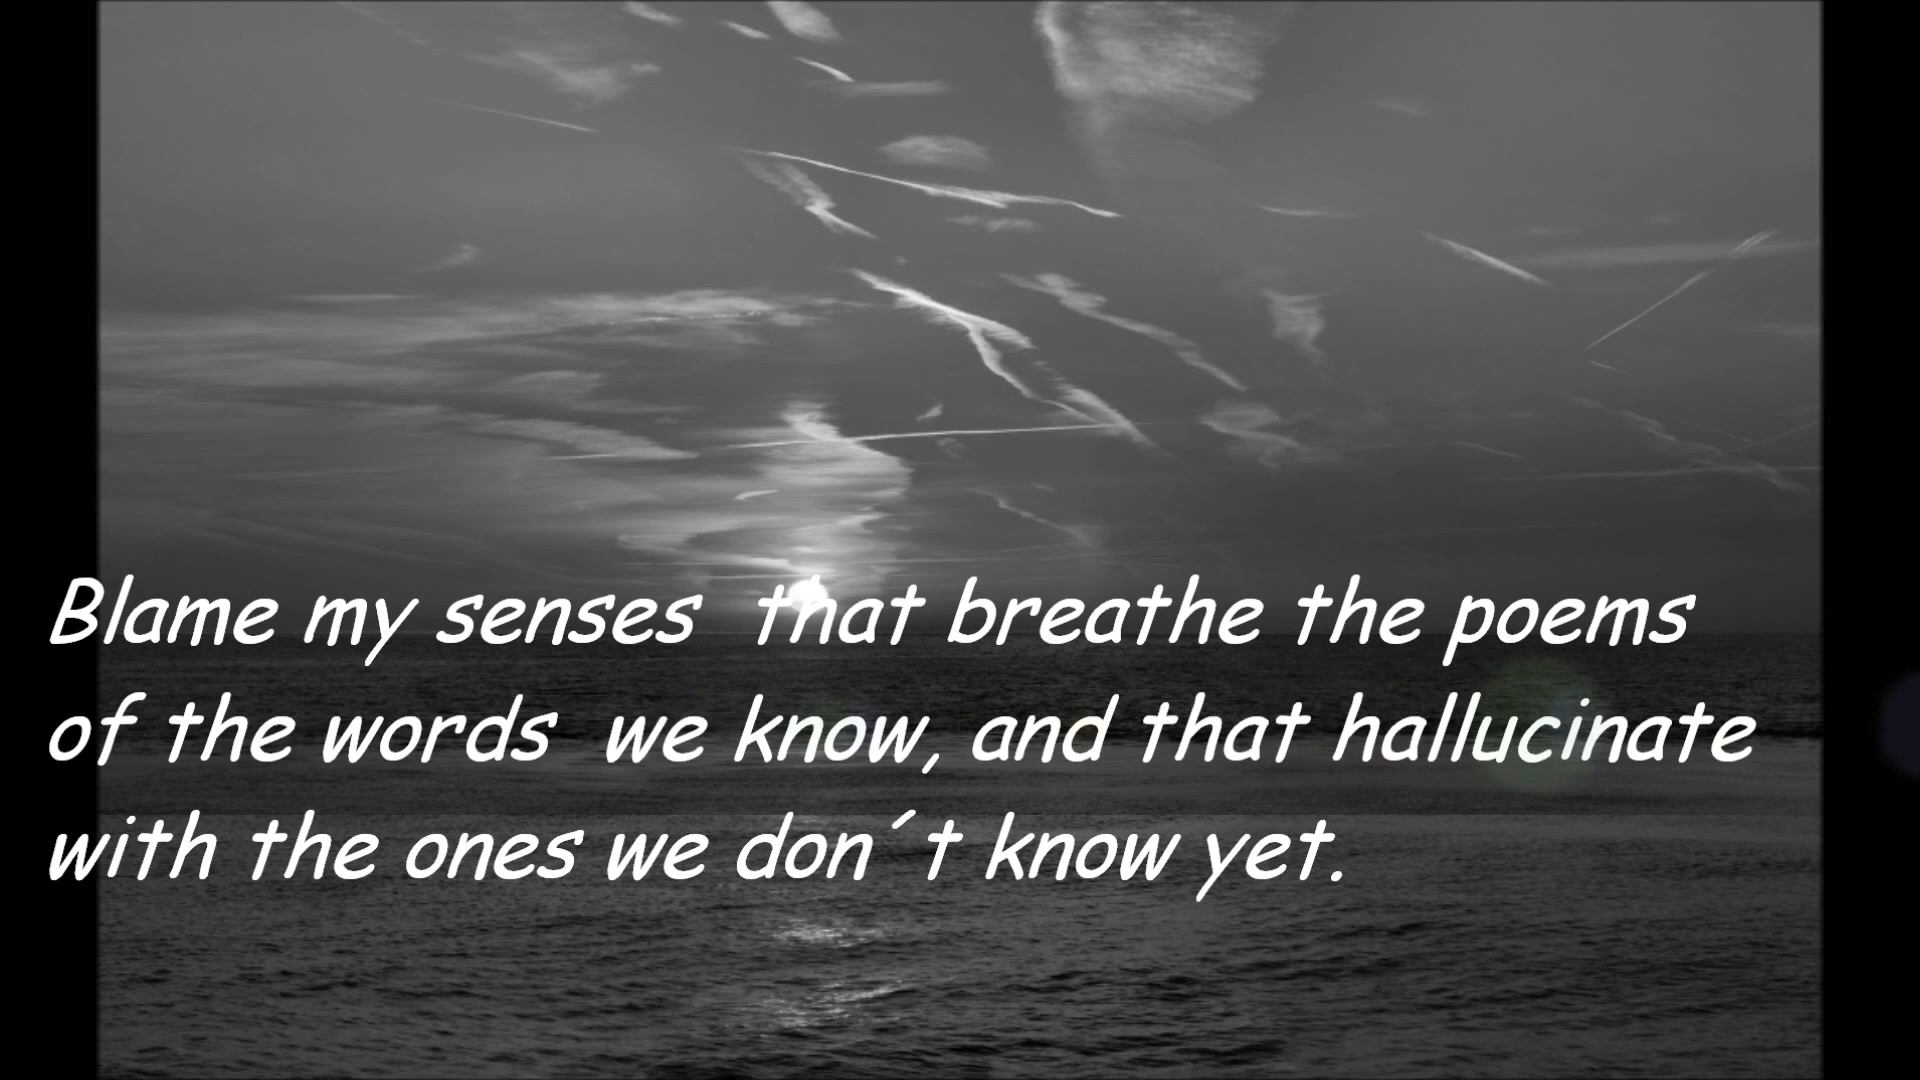 Blame my senses  that breathe the poems
of the words  we know, and that hallucinate
with the ones we don´t know yet.